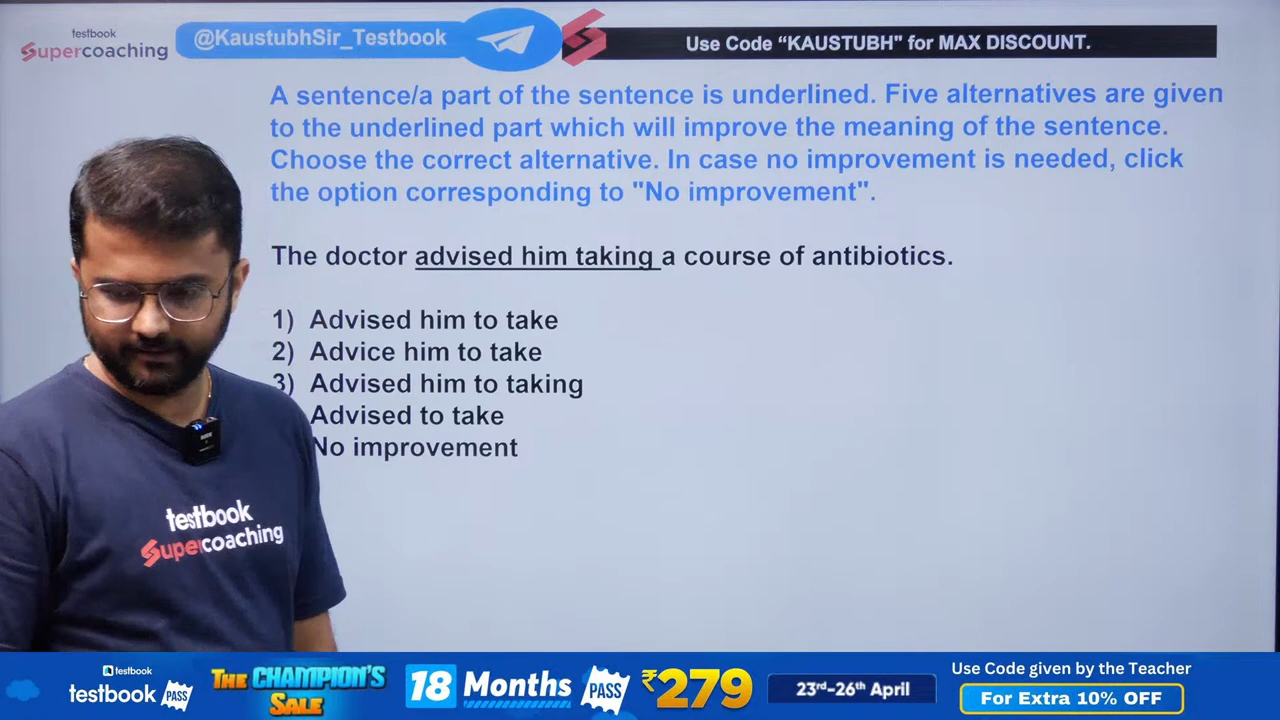 testbook
Supercoaching
@KaustubhSir_Testbook
Use Code “KAUSTUBH" for MAX DISCOUNT.
A sentence/a part of the sentence is underlined. Five alternatives are given
to the underlined part which will improve the meaning of the sentence.
Choose the correct alternative. In case no improvement is needed, click
the option corresponding to "No improvement".
The doctor advised him taking a course of antibiotics.
1) Advised him to take
2) Advice him to take
3) Advised him to taking
Advised to take
No improvement
testbook
Supercoaching
testbook
testbook PASS
THE CHAMPION'S
SALE
18 Months PASS ₹279
23rd-26th April
Use Code given by the Teacher
For Extra 10% OFF